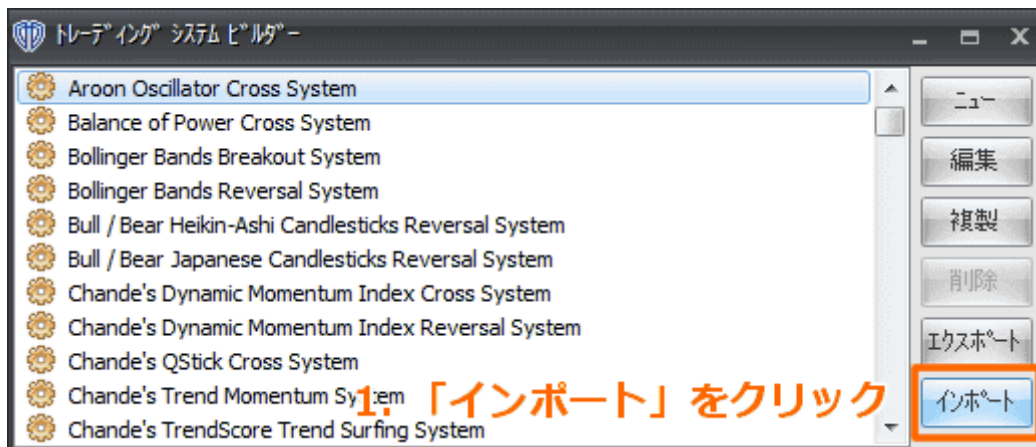 ﾄﾚｰﾃﾞｨﾝｸﾞ ｼｽﾃﾑ ﾋﾞﾙﾀﾞｰ
Aroon Oscillator Cross System
Balance of Power Cross System
Bollinger Bands Breakout System
Bollinger Bands Reversal System
Bull / Bear Heikin-Ashi Candlesticks Reversal System
Bull / Bear Japanese Candlesticks Reversal System
Chande's Dynamic Momentum Index Cross System
Chande's Dynamic Momentum Index Reversal System
Chande's QStick Cross System
Chande's Trend Momentum System
Chande's TrendScore Trend Surfing System
ﾆｭｰ
編集
複製
削除
ｴｸｽﾎﾟｰﾄ
ｲﾝﾎﾟｰﾄ
1. 「インポート」をクリック